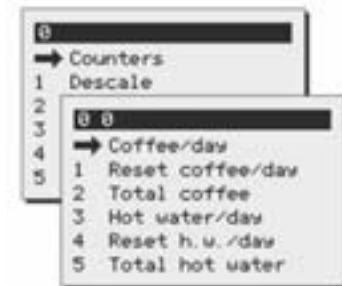 0
Counters
1 Descale
2
3
4
5
0 0
Coffee/day
1 Reset coffee/day
2 Total coffee
3 Hot water/day
4 Reset h.w./day
5 Total hot water